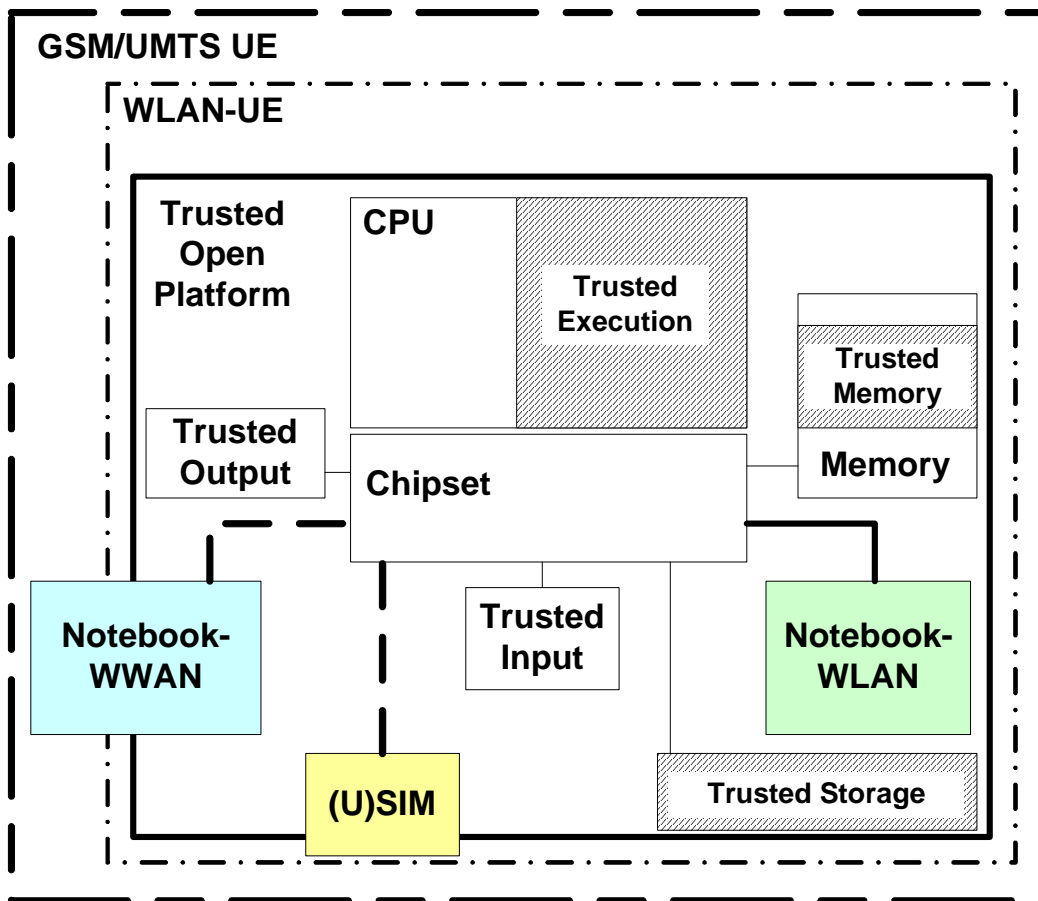 GSM/UMTS UE
WLAN-UE
Trusted
Open
Platform
CPU
Trusted
Execution
Trusted
Memory
Memory
Trusted
Output
Chipset
Notebook-
WWAN
Trusted
Input
Notebook-
WLAN
(U)SIM
Trusted Storage